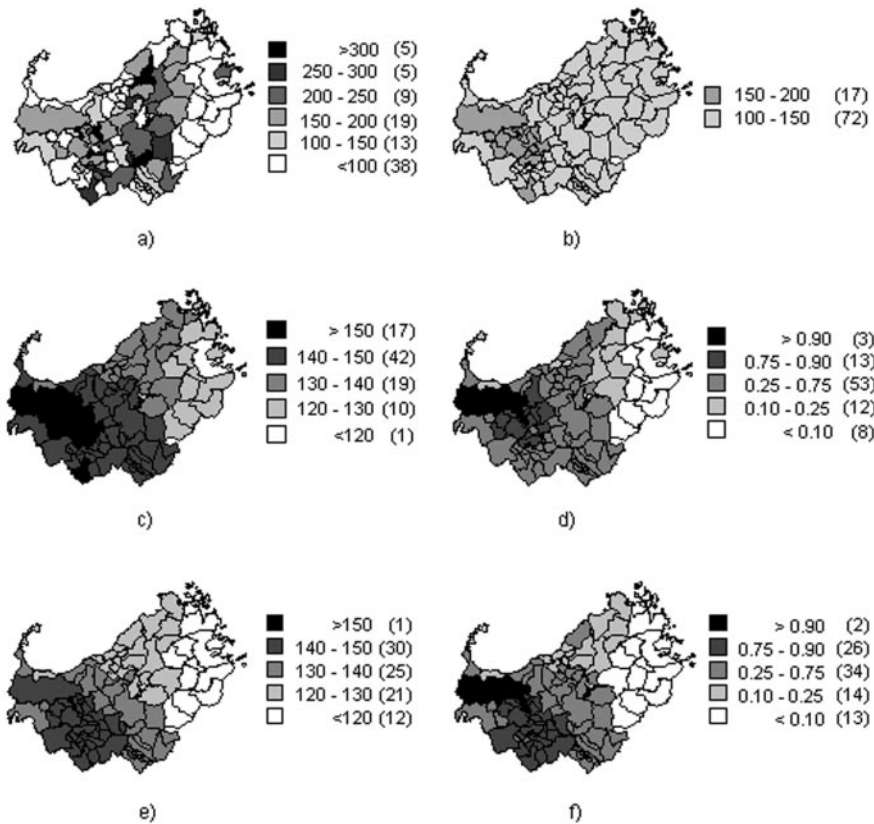 >300 (5)
250 - 300 (5)
200 - 250 (9)
150 - 200 (19)
100 - 150 (13)
<100 (38)
a)
150 - 200 (17)
100 - 150 (72)
b)
> 150 (17)
140 - 150 (42)
130 - 140 (19)
120 - 130 (10)
<120 (1)
c)
> 0.90 (3)
0.75 - 0.90 (13)
0.25 - 0.75 (53)
0.10 - 0.25 (12)
< 0.10 (8)
d)
>150 (1)
140 - 150 (30)
130 - 140 (25)
120 - 130 (21)
<120 (12)
e)
> 0.90 (2)
0.75 - 0.90 (26)
0.25 - 0.75 (34)
0.10 - 0.25 (14)
< 0.10 (13)
f)